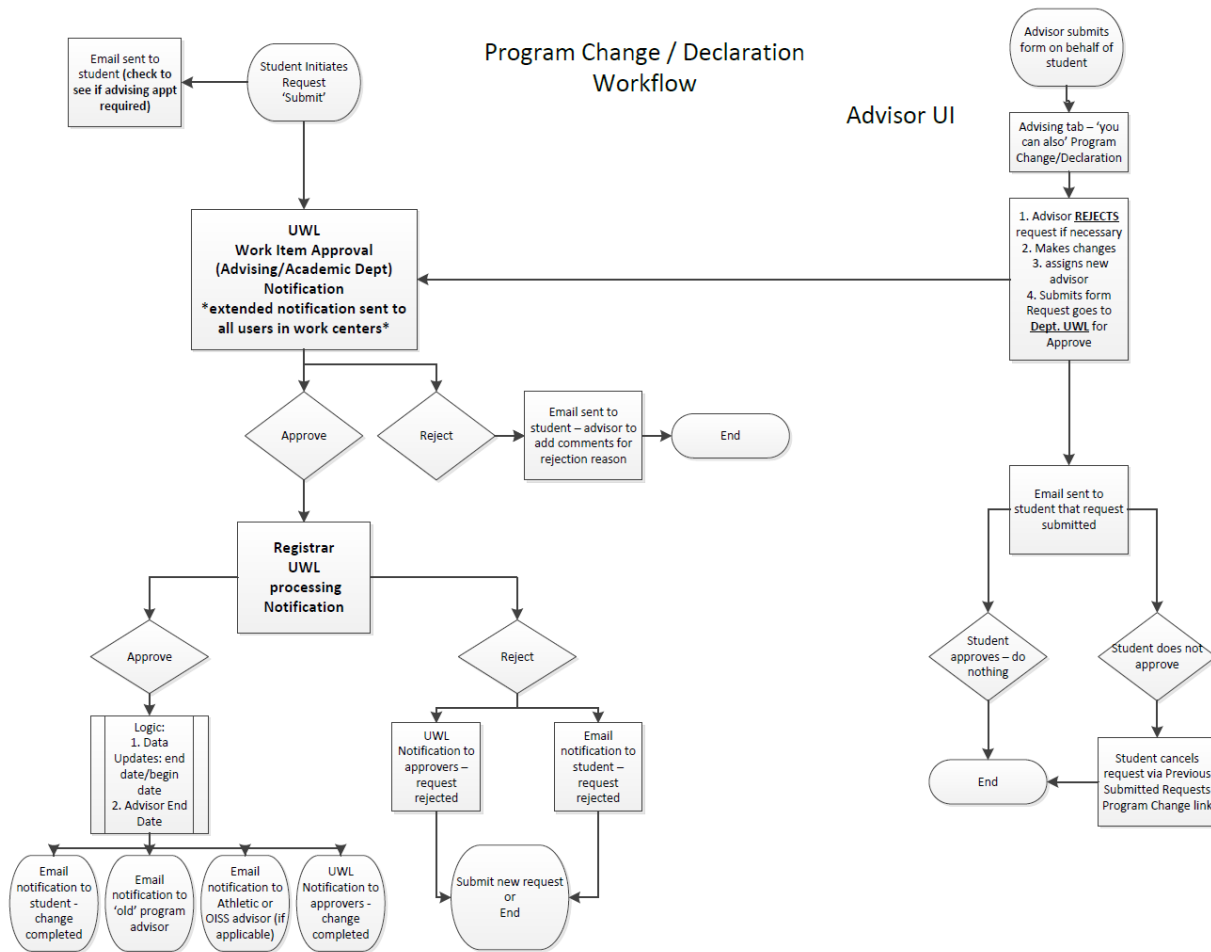 Program Change / Declaration
Workflow
Advisor UI
Email sent to
student (check to
see if advising appt
required)
Student Initiates
Request
‘Submit’
UWL
Work Item Approval
(Advising/Academic Dept)
Notification
*extended notification sent to
all users in work centers*
Approve
Reject
Email sent to
student – advisor to
add comments for
rejection reason
End
Registrar
UWL
processing
Notification
Approve
Reject
Logic:
1. Data
Updates: end
date/begin
date
2. Advisor End
Date
UWL
Notification to
approvers –
request
rejected
Email
notification to
student –
request
rejected
Email
notification to
student -
change
completed
Email
notification to
‘old’ program
advisor
Email
notification to
Athletic or
OISS advisor (if
applicable)
UWL
Notification to
approvers -
change
completed
Submit new request
or
End
Advisor submits
form on behalf of
student
Advising tab – ‘you
can also’ Program
Change/Declaration
1. Advisor REJECTS
request if necessary
2. Makes changes
3. assigns new
advisor
4. Submits form
Request goes to
Dept. UWL for
Approve
Email sent to
student that request
submitted
Student
approves – do
nothing
Student does not
approve
End
Student cancels
request via Previous
Submitted Requests
Program Change link